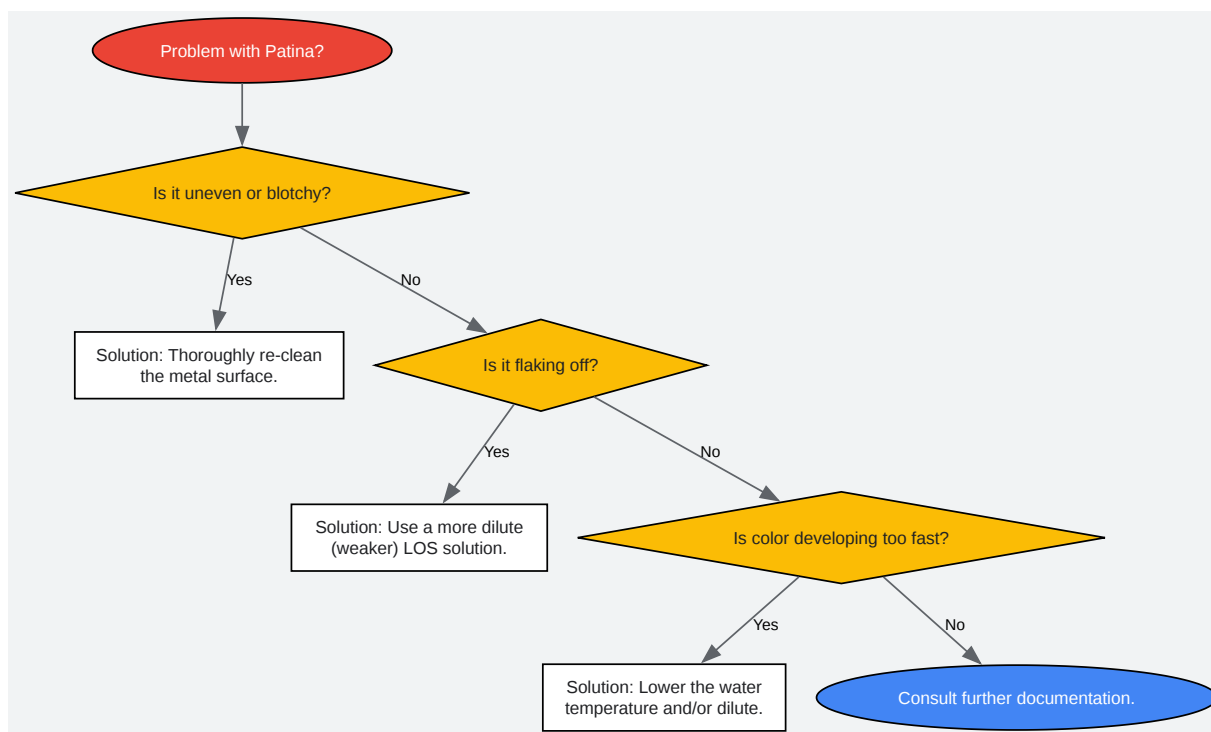 Problem with Patina?
Is it uneven or blotchy?
Yes
No
Solution: Thoroughly re-clean
the metal surface.
Is it flaking off?
Yes
No
Solution: Use a more dilute
(weaker) LOS solution.
Is color developing too fast?
Yes
No
Solution: Lower the water
temperature and/or dilute.
Consult further documentation.